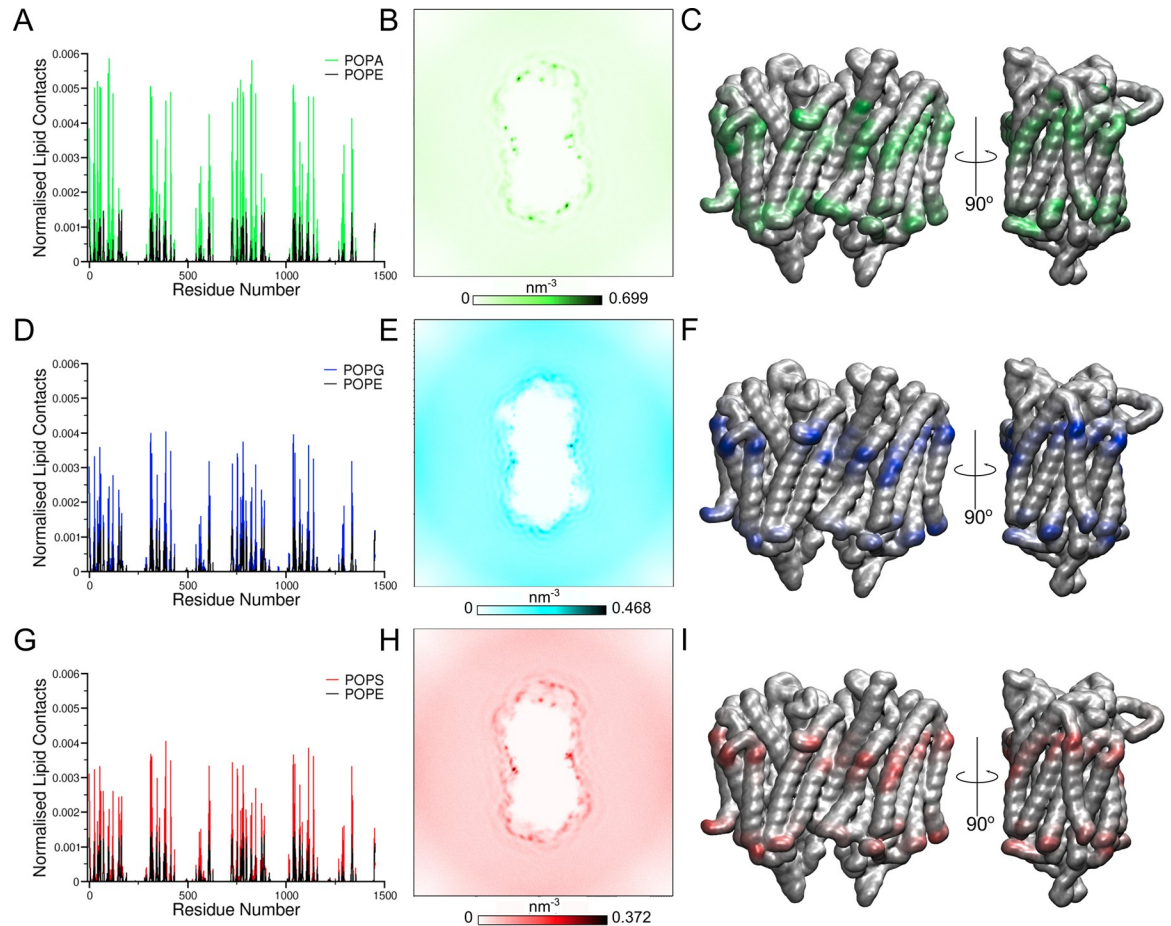 A
B
C
Normalised Lipid Contacts
0.006
0.005
0.004
0.003
0.002
0.001
0
0
500
1000
1500
Residue Number
POPA
POPE
nm-3
0
0.699
90º
D
E
F
Normalised Lipid Contacts
0.006
0.005
0.004
0.003
0.002
0.001
0
0
500
1000
1500
Residue Number
POPG
POPE
nm-3
0
0.468
90º
G
H
I
Normalised Lipid Contacts
0.006
0.005
0.004
0.003
0.002
0.001
0
0
500
1000
1500
Residue Number
POPS
POPE
nm-3
0
0.372
90º